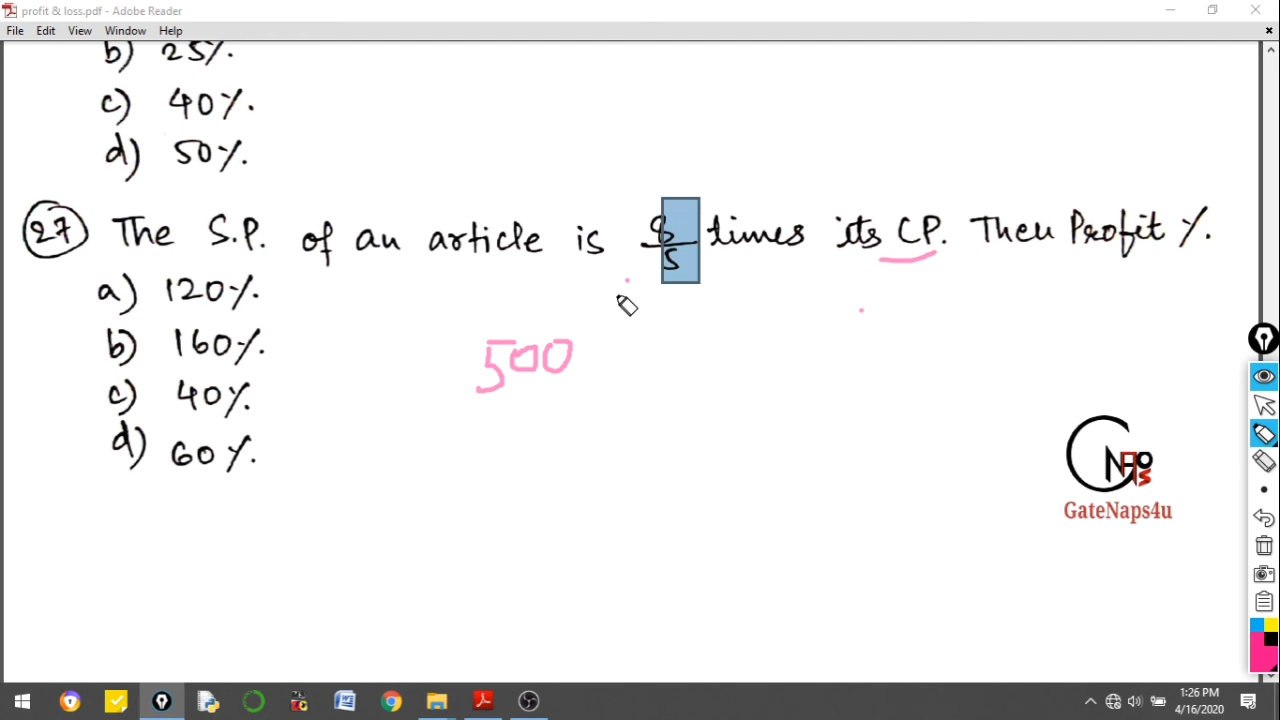 profit & loss.pdf - Adobe Reader
File Edit View Window Help
b) 25%.
c) 40%.
d) 50%.
27 The S.P. of an article is 8/5 times its CP. Then Profit %.
a) 120%.
b) 160%.
c) 40%.
d) 60%.
500
GateNaps4u
1:26 PM
4/16/2020